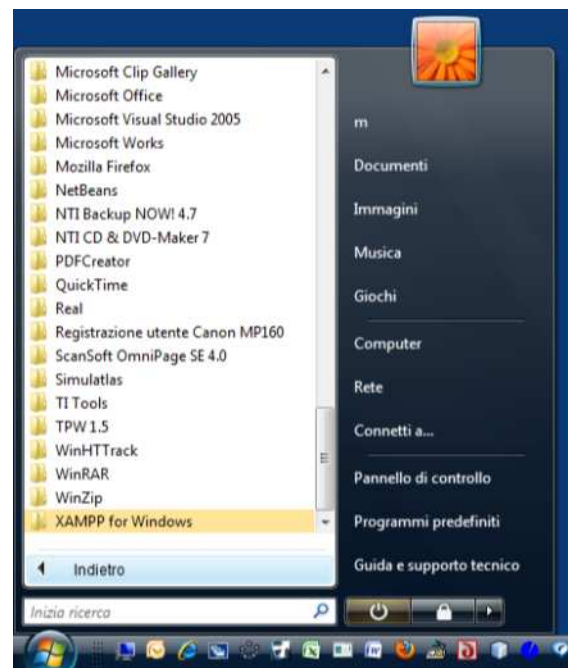 Microsoft Clip Gallery
Microsoft Office
Microsoft Visual Studio 2005
Microsoft Works
Mozilla Firefox
NetBeans
NTI Backup NOW! 4.7
NTI CD & DVD-Maker 7
PDFCreator
QuickTime
Real
Registrazione utente Canon MP160
ScanSoft OmniPage SE 4.0
Simulatlas
TI Tools
TPW 1.5
WinHTTrack
WinRAR
WinZip
XAMPP for Windows
Indietro
Inizia ricerca
m
Documenti
Immagini
Musica
Giochi
Computer
Rete
Connetti a...
Pannello di controllo
Programmi predefiniti
Guida e supporto tecnico